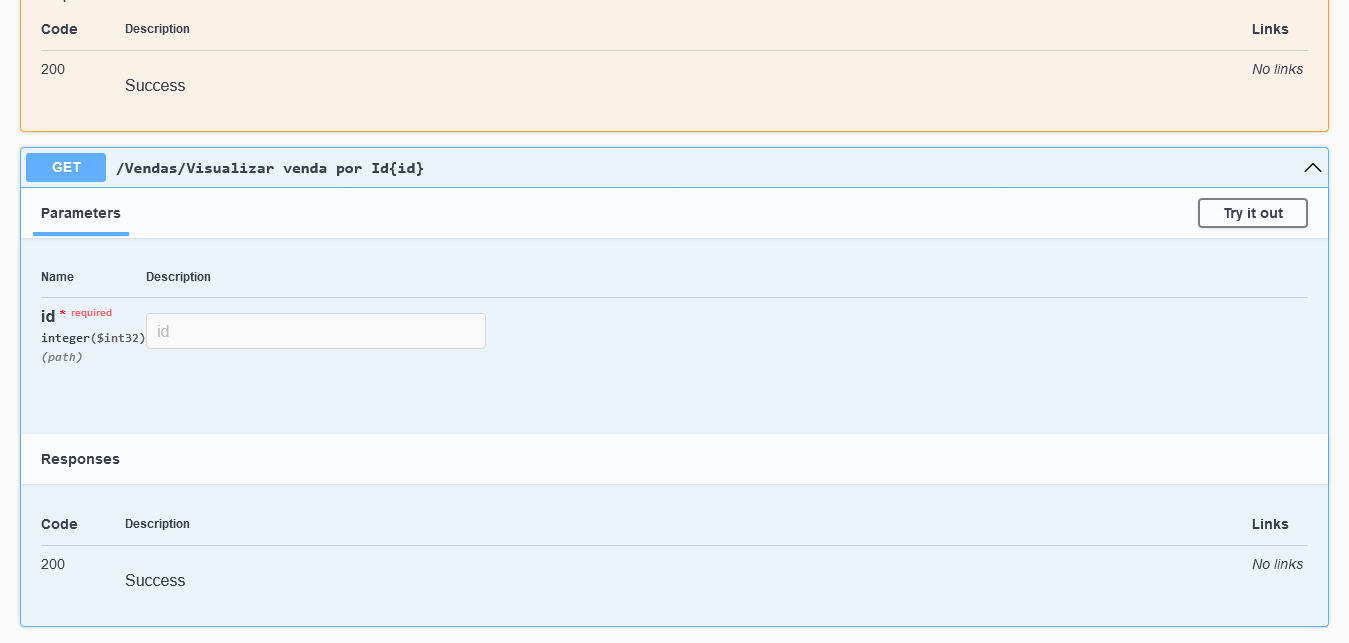 Code Description Links
200 No links
Success
GET /Vendas/Visualizar venda por Id{id}
Parameters Try it out
Name Description
id * required
integer($int32) id
(path)
Responses
Code Description Links
200 No links
Success